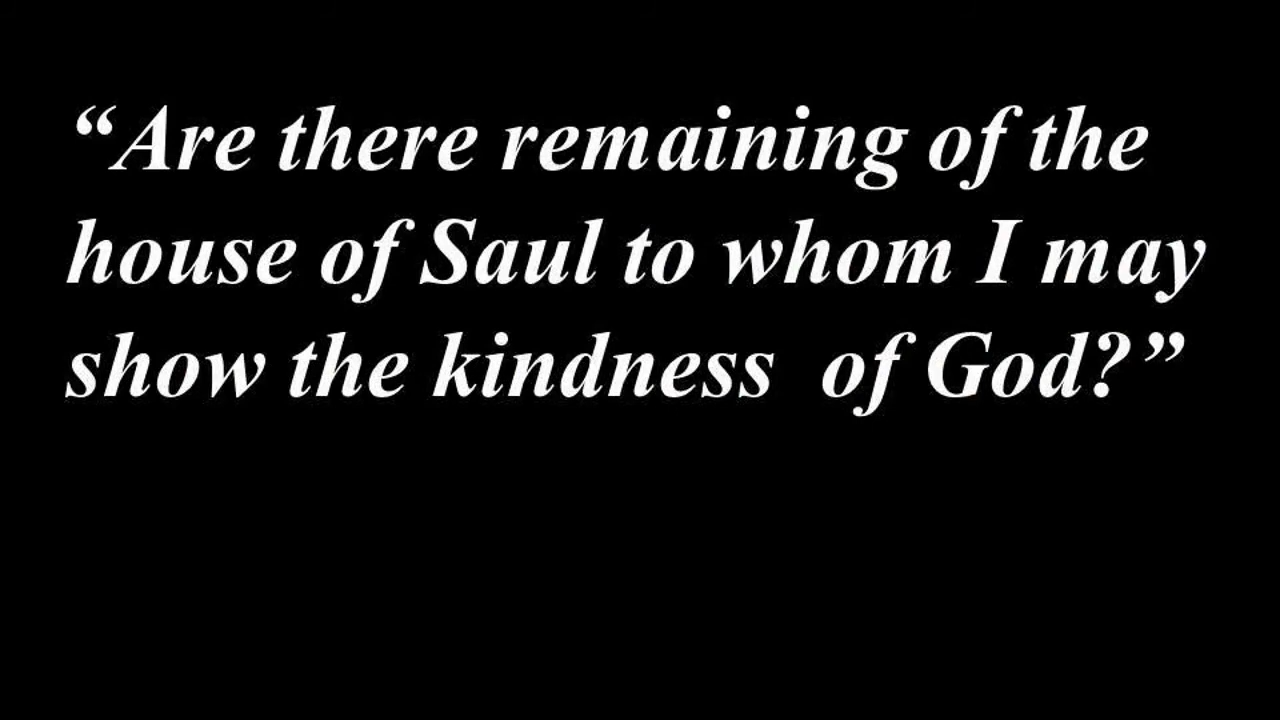 “Are there remaining of the
house of Saul to whom I may
show the kindness  of God?”